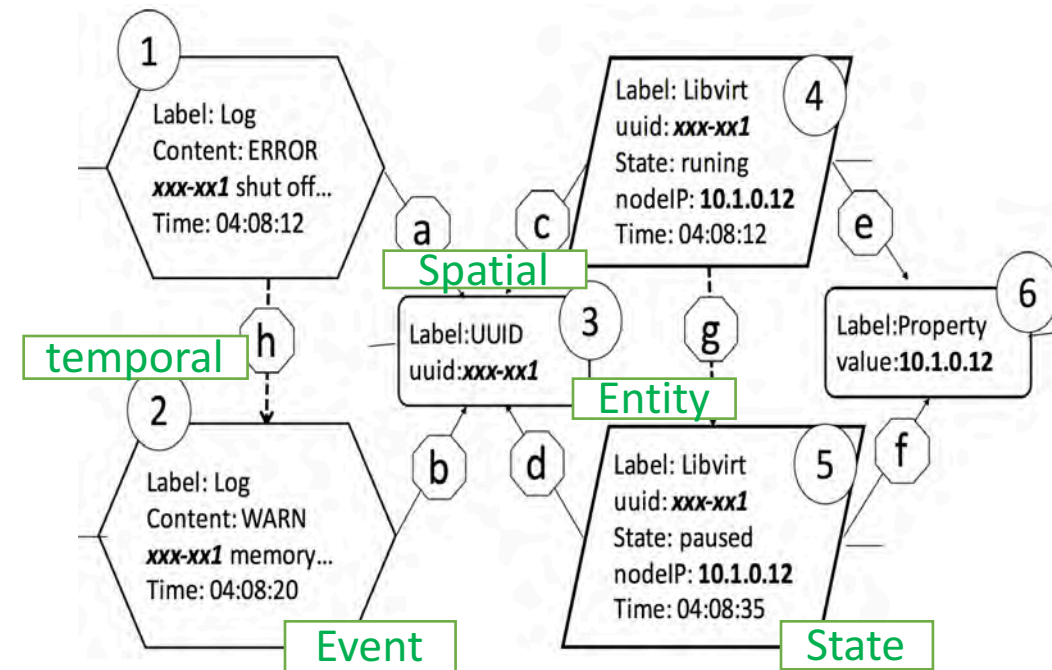 1
Label: Log
Content: ERROR
xxx-xx1 shut off...
Time: 04:08:12
4
Label: Libvirt
uuid: xxx-xx1
State: runing
nodeIP: 10.1.0.12
Time: 04:08:12
a
c
e
Spatial
temporal
h
3
Label:UUID
uuid:xxx-xx1
g
6
Label:Property
value:10.1.0.12
Entity
2
Label: Log
Content: WARN
xxx-xx1 memory...
Time: 04:08:20
b
d
f
5
Label: Libvirt
uuid: xxx-xx1
State: paused
nodeIP: 10.1.0.12
Time: 04:08:35
Event
State